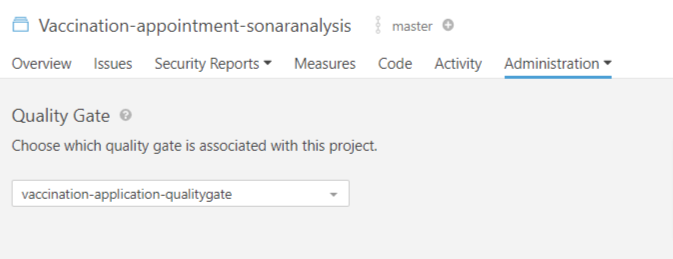 Vaccination-appointment-sonaranalysis master
Overview Issues Security Reports Measures Code Activity Administration
Quality Gate ?
Choose which quality gate is associated with this project.
vaccination-application-qualitygate